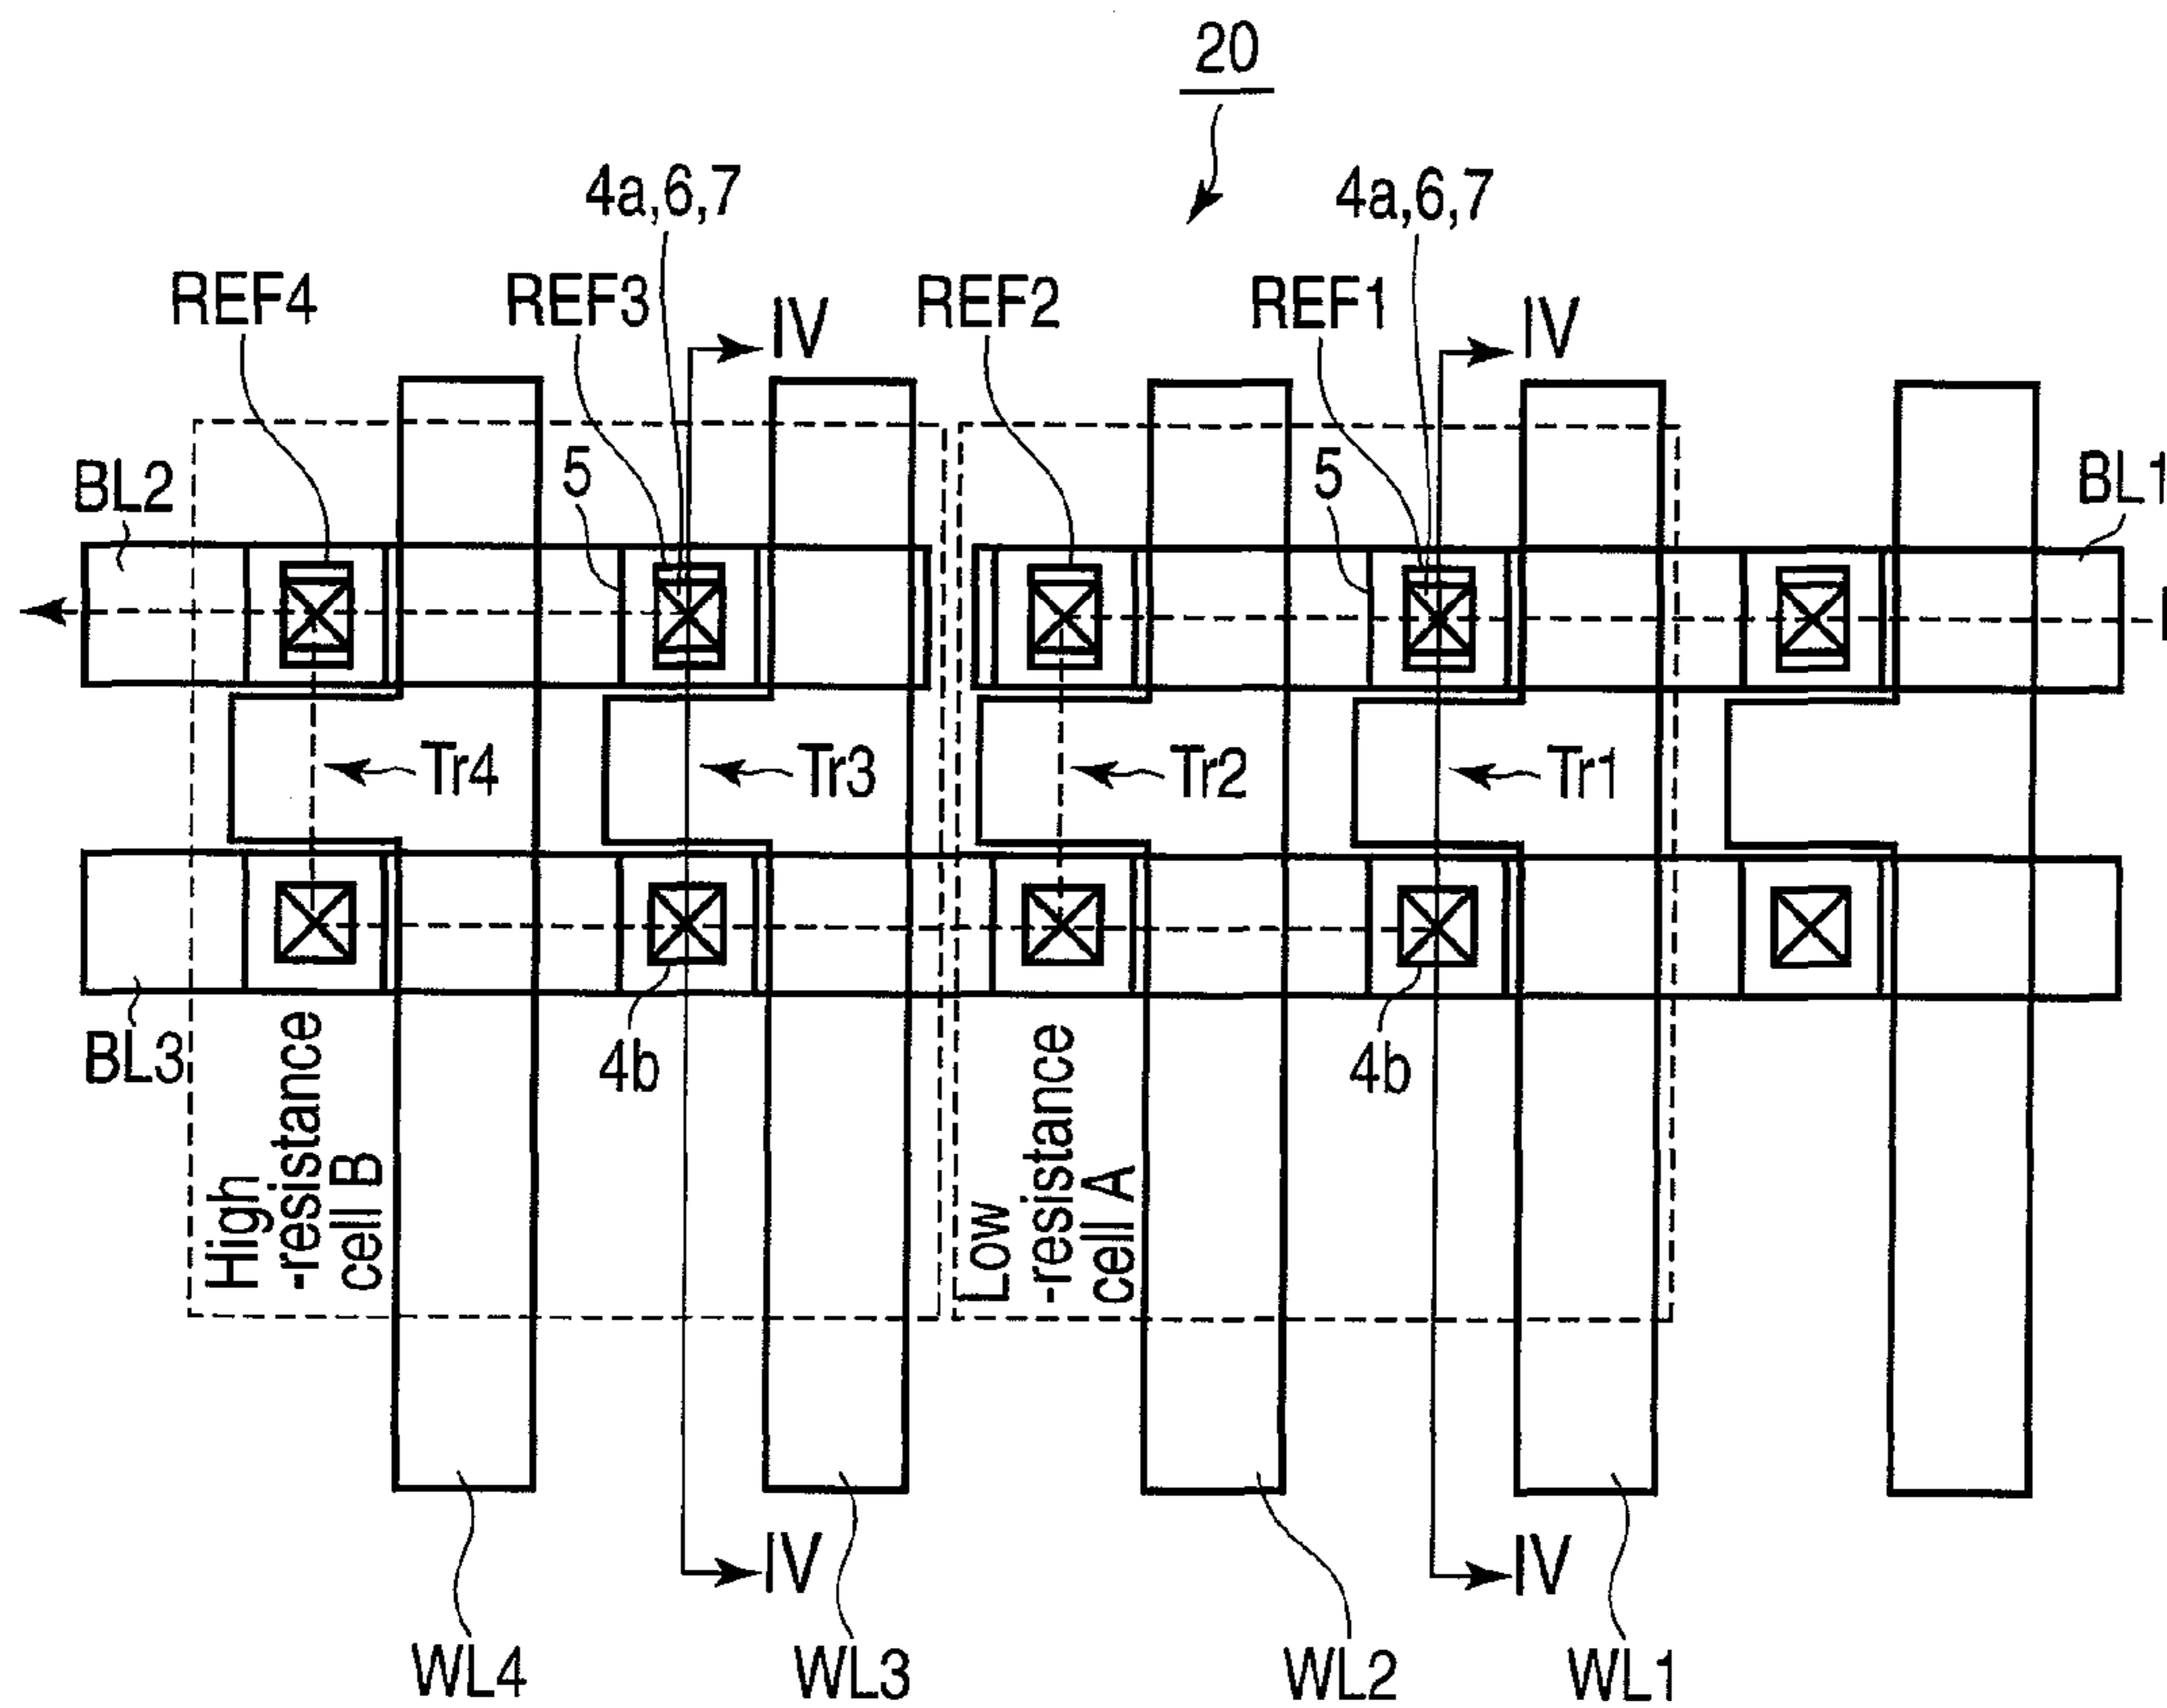 20
4a,6,7
4a,6,7
REF4
REF3
REF2
REF1
IV
IV
BL2
5
5
BL1
I
Tr4
Tr3
Tr2
Tr1
BL3
4b
4b
High
-resistance
cell B
Low
-resistance
cell A
IV
IV
WL4
WL3
WL2
WL1